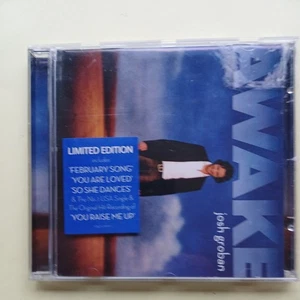 AWAKE
josh groban
LIMITED EDITION
includes
'FEBRUARY SONG'
'YOU ARE LOVED'
'SO SHE DANCES'
& The No.1 USA Single &
The Original Hit Recording of
'YOU RAISE ME UP'